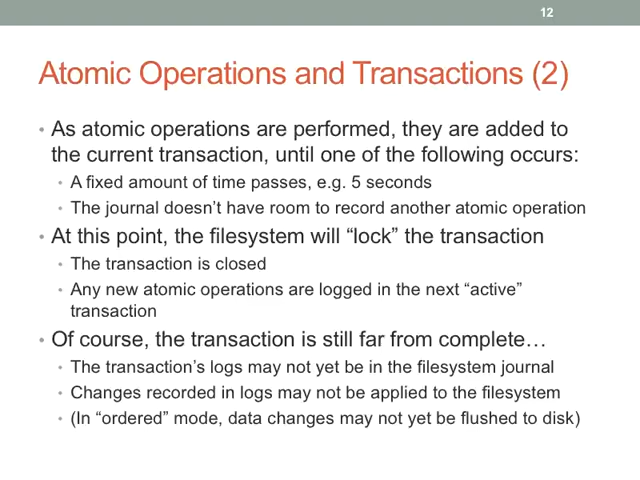 12
Atomic Operations and Transactions (2)
• As atomic operations are performed, they are added to
the current transaction, until one of the following occurs:
• A fixed amount of time passes, e.g. 5 seconds
• The journal doesn’t have room to record another atomic operation
• At this point, the filesystem will “lock” the transaction
• The transaction is closed
• Any new atomic operations are logged in the next “active”
transaction
• Of course, the transaction is still far from complete…
• The transaction’s logs may not yet be in the filesystem journal
• Changes recorded in logs may not be applied to the filesystem
• (In “ordered” mode, data changes may not yet be flushed to disk)